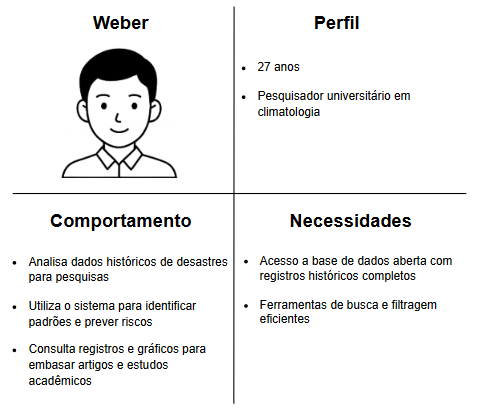 Weber
Perfil
• 27 anos
• Pesquisador universitário em
climatologia
Comportamento
• Analisa dados históricos de desastres
para pesquisas
• Utiliza o sistema para identificar
padrões e prever riscos
• Consulta registros e gráficos para
embasar artigos e estudos
acadêmicos
Necessidades
• Acesso a base de dados aberta com
registros históricos completos
• Ferramentas de busca e filtragem
eficientes